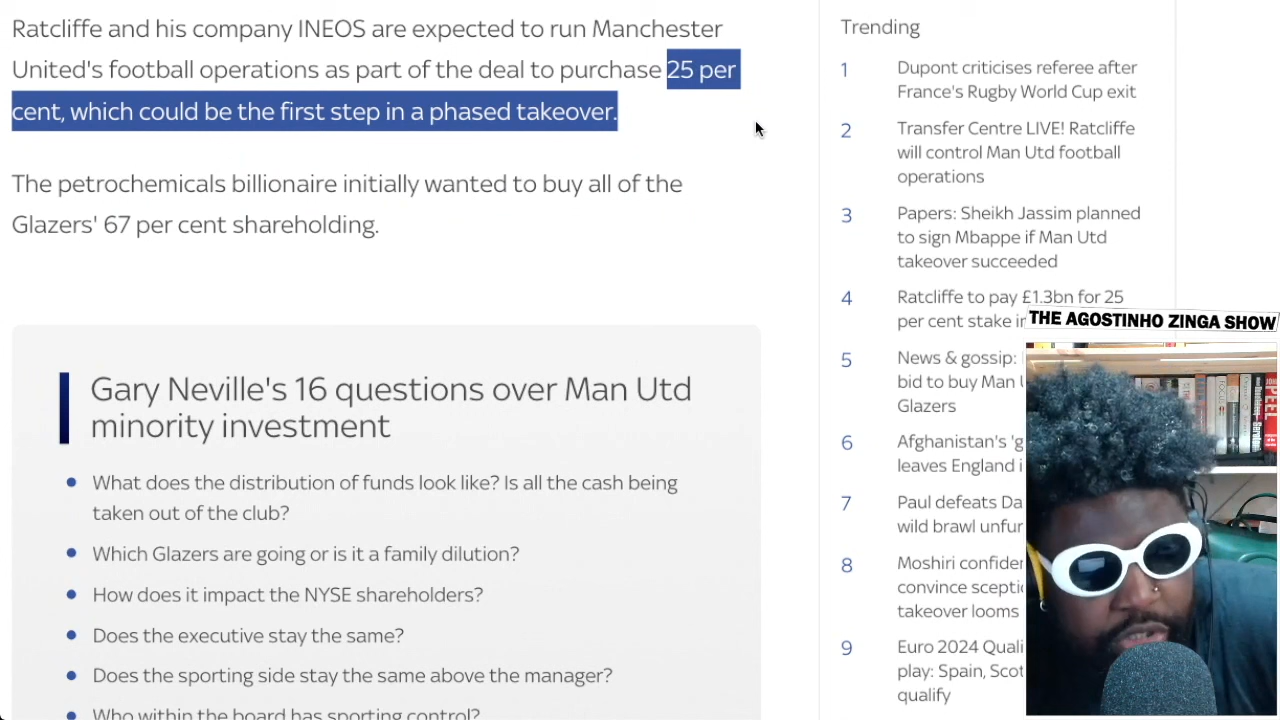 Ratcliffe and his company INEOS are expected to run Manchester
United's football operations as part of the deal to purchase 25 per
cent, which could be the first step in a phased takeover.
The petrochemicals billionaire initially wanted to buy all of the
Glazers' 67 per cent shareholding.
Gary Neville's 16 questions over Man Utd
minority investment
What does the distribution of funds look like? Is all the cash being
taken out of the club?
Which Glazers are going or is it a family dilution?
How does it impact the NYSE shareholders?
Does the executive stay the same?
Does the sporting side stay the same above the manager?
Who within the board has sporting control?
Trending
1 Dupont criticises referee after
France's Rugby World Cup exit
2 Transfer Centre LIVE! Ratcliffe
will control Man Utd football
operations
3 Papers: Sheikh Jassim planned
to sign Mbappe if Man Utd
takeover succeeded
4 Ratcliffe to pay £1.3bn for 25
per cent stake
5 News & gossip:
bid to buy Man
Glazers
6 Afghanistan's
leaves England
7 Paul defeats
wild brawl
8 Moshiri
convince
takeover looms
9 Euro 2024
play: Spain,
qualify
THE AGOSTINHO ZINGA SHOW